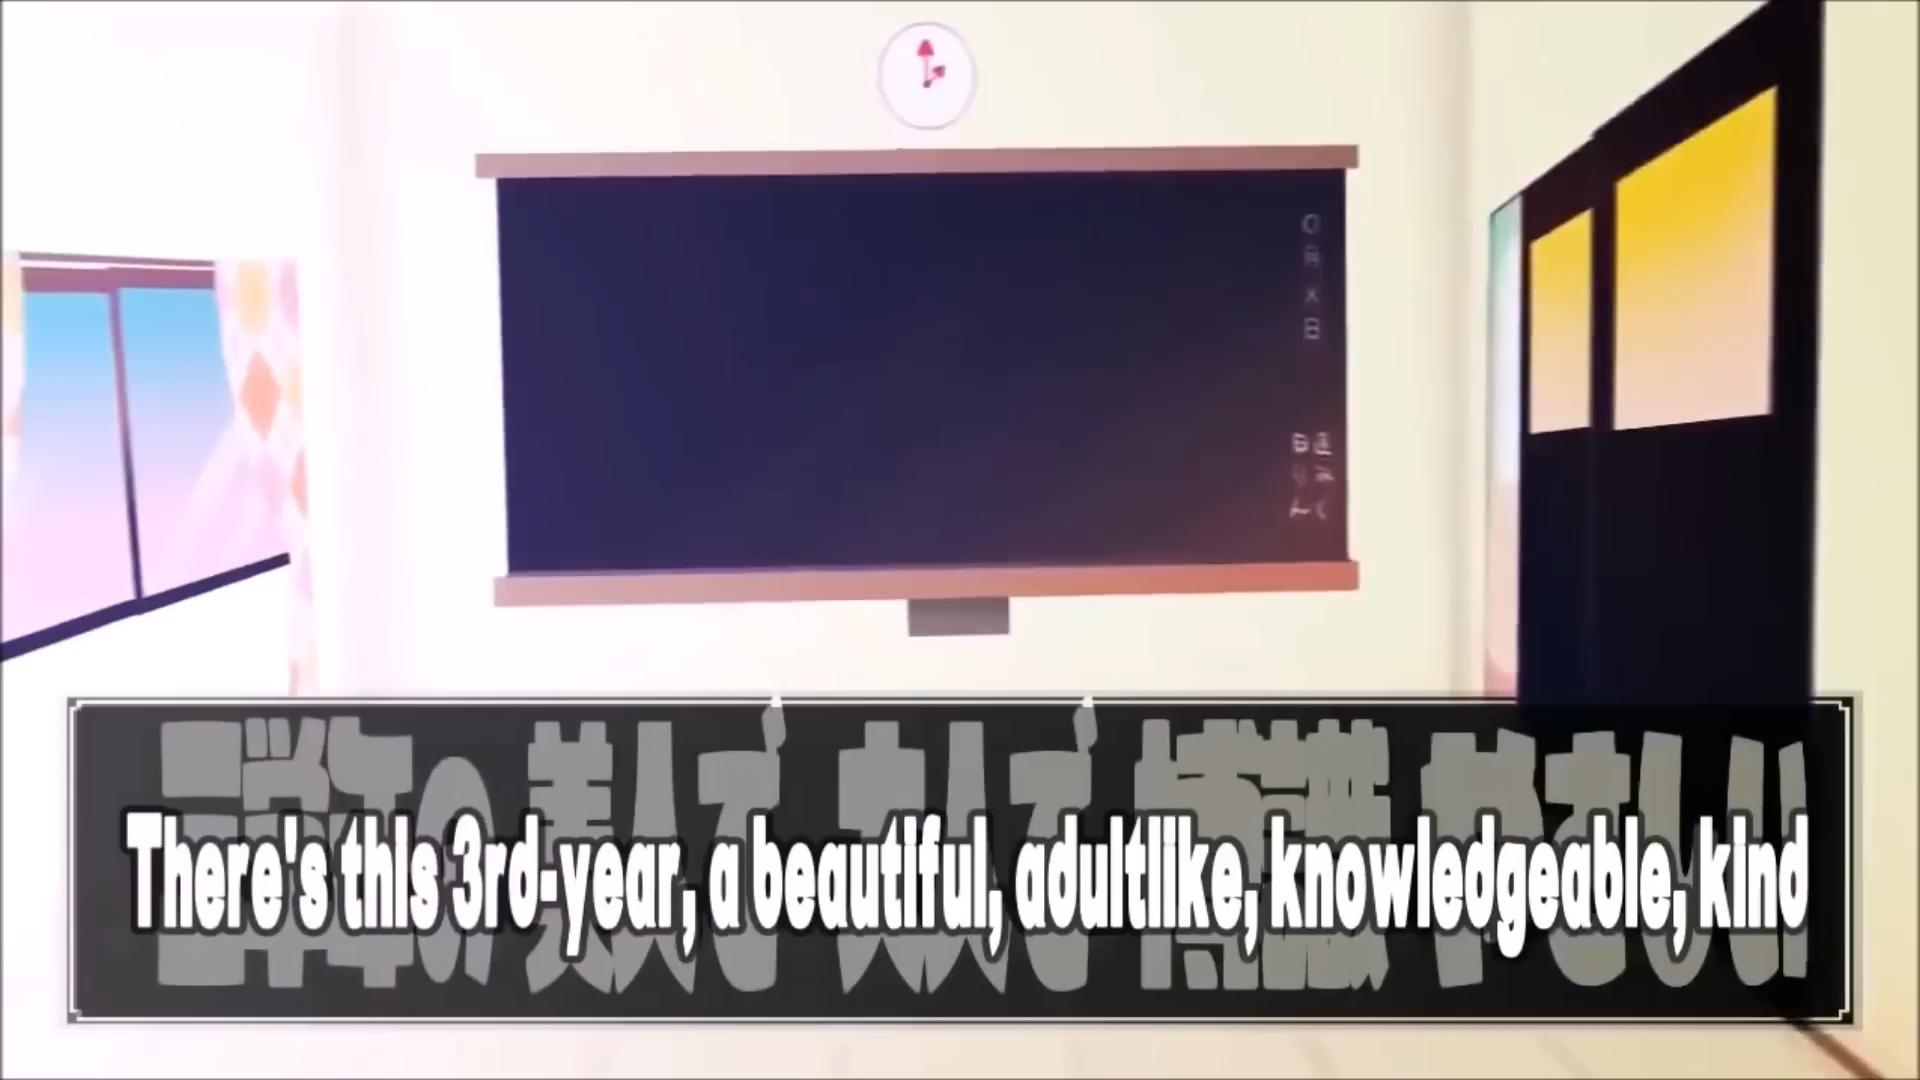 三学年の 美人で 大人で 博識 やさしい
There's this 3rd-year, a beautiful, adultlike, knowledgeable, kind